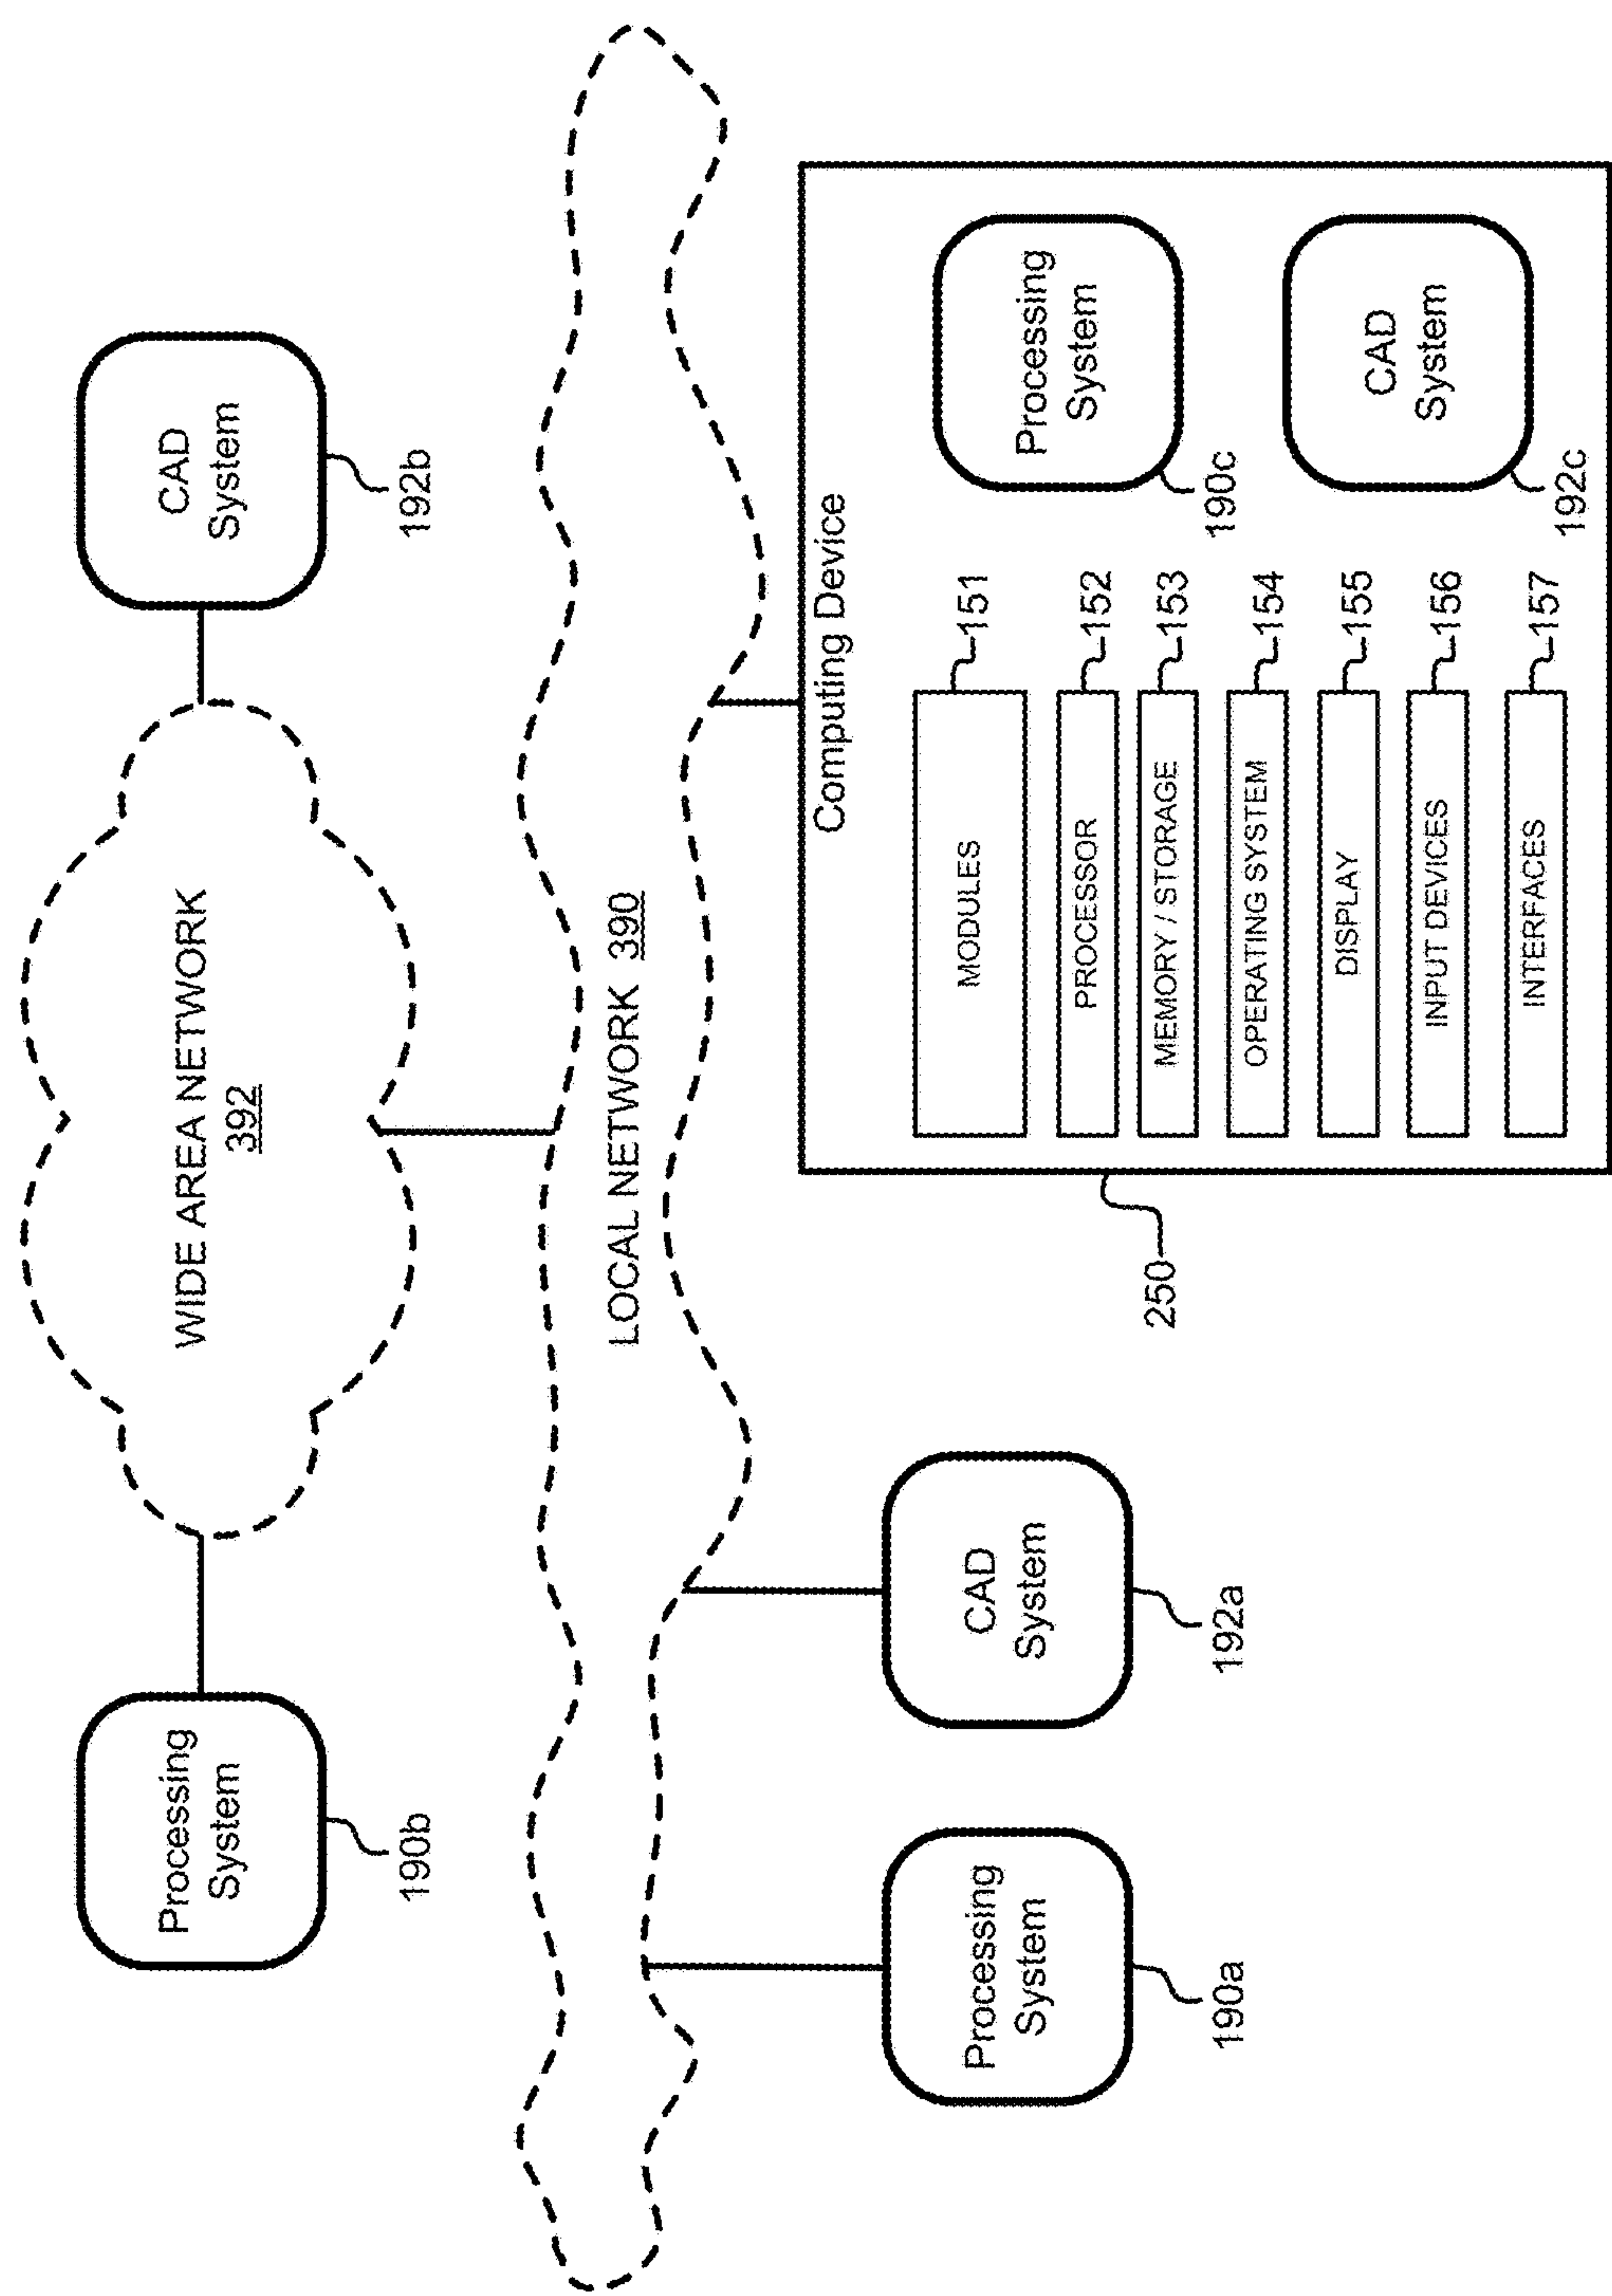 Processing
System
190b
WIDE AREA NETWORK
392
CAD
System
192b
LOCAL NETWORK 390
Processing
System
190a
CAD
System
192a
250
Computing Device
MODULES
151
PROCESSOR
152
MEMORY / STORAGE
153
OPERATING SYSTEM
154
DISPLAY
155
INPUT DEVICES
156
INTERFACES
157
Processing
System
190c
CAD
System
192c